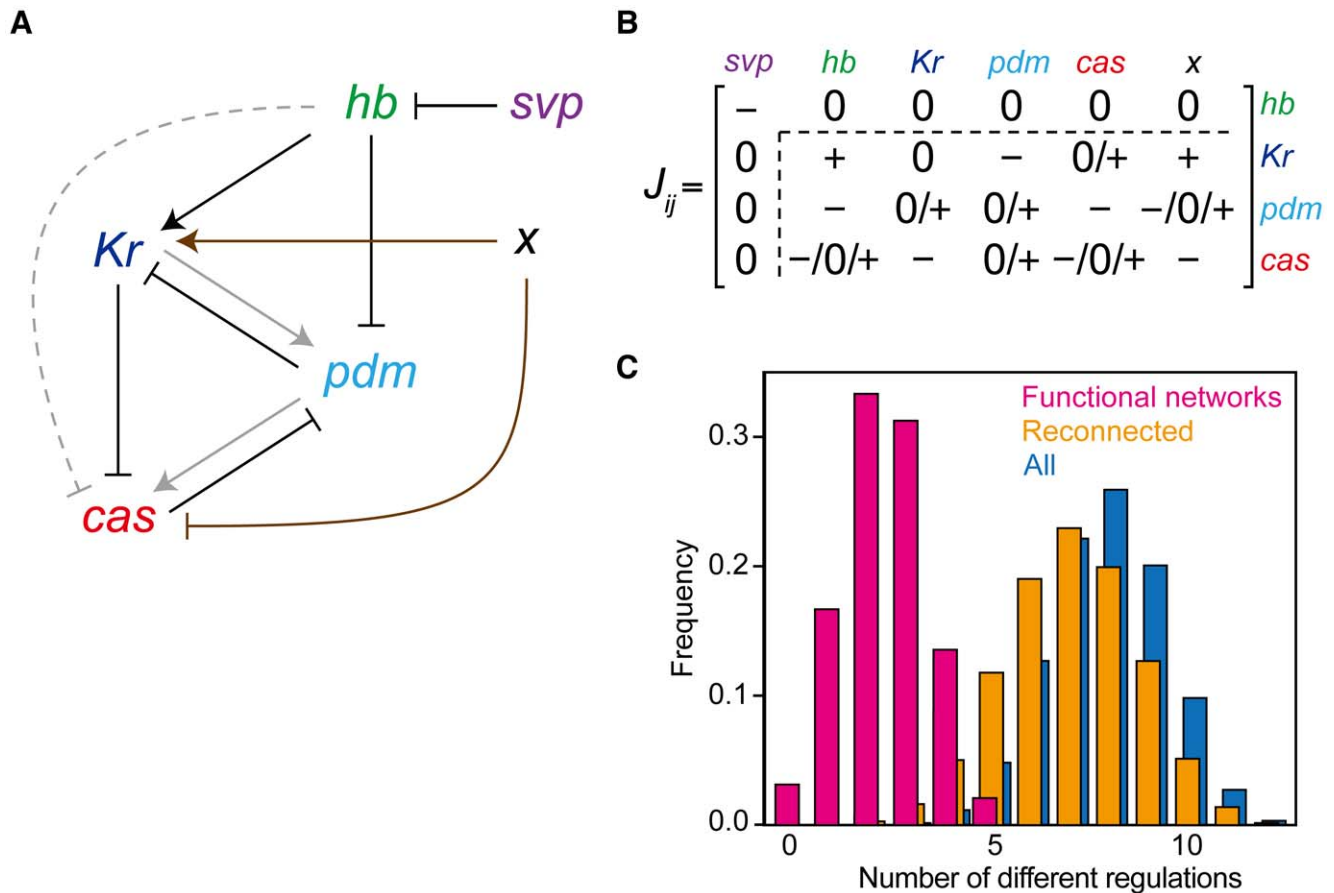 A
hb
svp
Kr
x
pdm
cas
B
svp hb Kr pdm cas x
− 0 0 0 0 0 hb
0 + 0 − 0/+ + Kr
J_ij =
0 − 0/+ 0/+ − −/0/+ pdm
0 −/0/+ − 0/+ −/0/+ − cas
C
Functional networks
Reconnected
All
Frequency
0.3
0.2
0.1
0.0
0 5 10
Number of different regulations